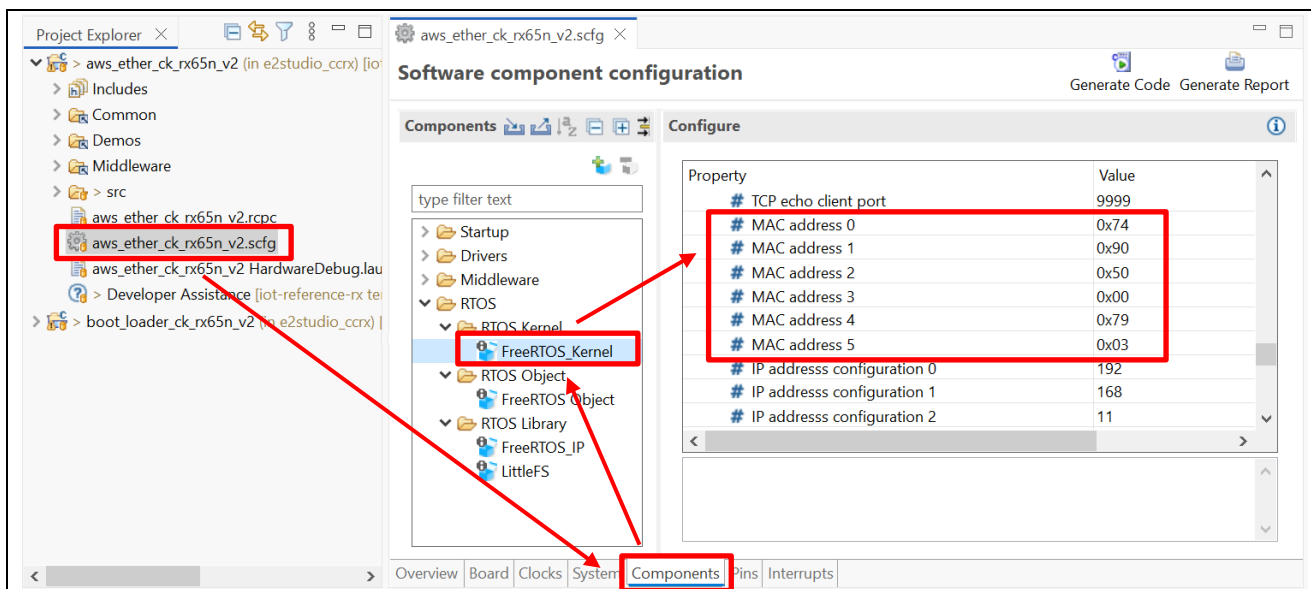 Project Explorer
> aws_ether_ck_rx65n_v2 (in e2studio_ccrx) [iot
Includes
Common
Demos
Middleware
> src
aws_ether_ck_rx65n_v2.rcpc
aws_ether_ck_rx65n_v2.scfg
aws_ether_ck_rx65n_v2 HardwareDebug.lau
> Developer Assistance [iot-reference-rx te
> boot_loader_ck_rx65n_v2 (in e2studio_ccrx) [
aws_ether_ck_rx65n_v2.scfg
Software component configuration
Generate Code Generate Report
Components
type filter text
Startup
Drivers
Middleware
RTOS
RTOS Kernel
FreeRTOS_Kernel
RTOS Object
FreeRTOS Object
RTOS Library
FreeRTOS_IP
LittleFS
Configure
Property Value
# TCP echo client port 9999
# MAC address 0 0x74
# MAC address 1 0x90
# MAC address 2 0x50
# MAC address 3 0x00
# MAC address 4 0x79
# MAC address 5 0x03
# IP addresss configuration 0 192
# IP addresss configuration 1 168
# IP addresss configuration 2 11
Overview Board Clocks System Components Pins Interrupts